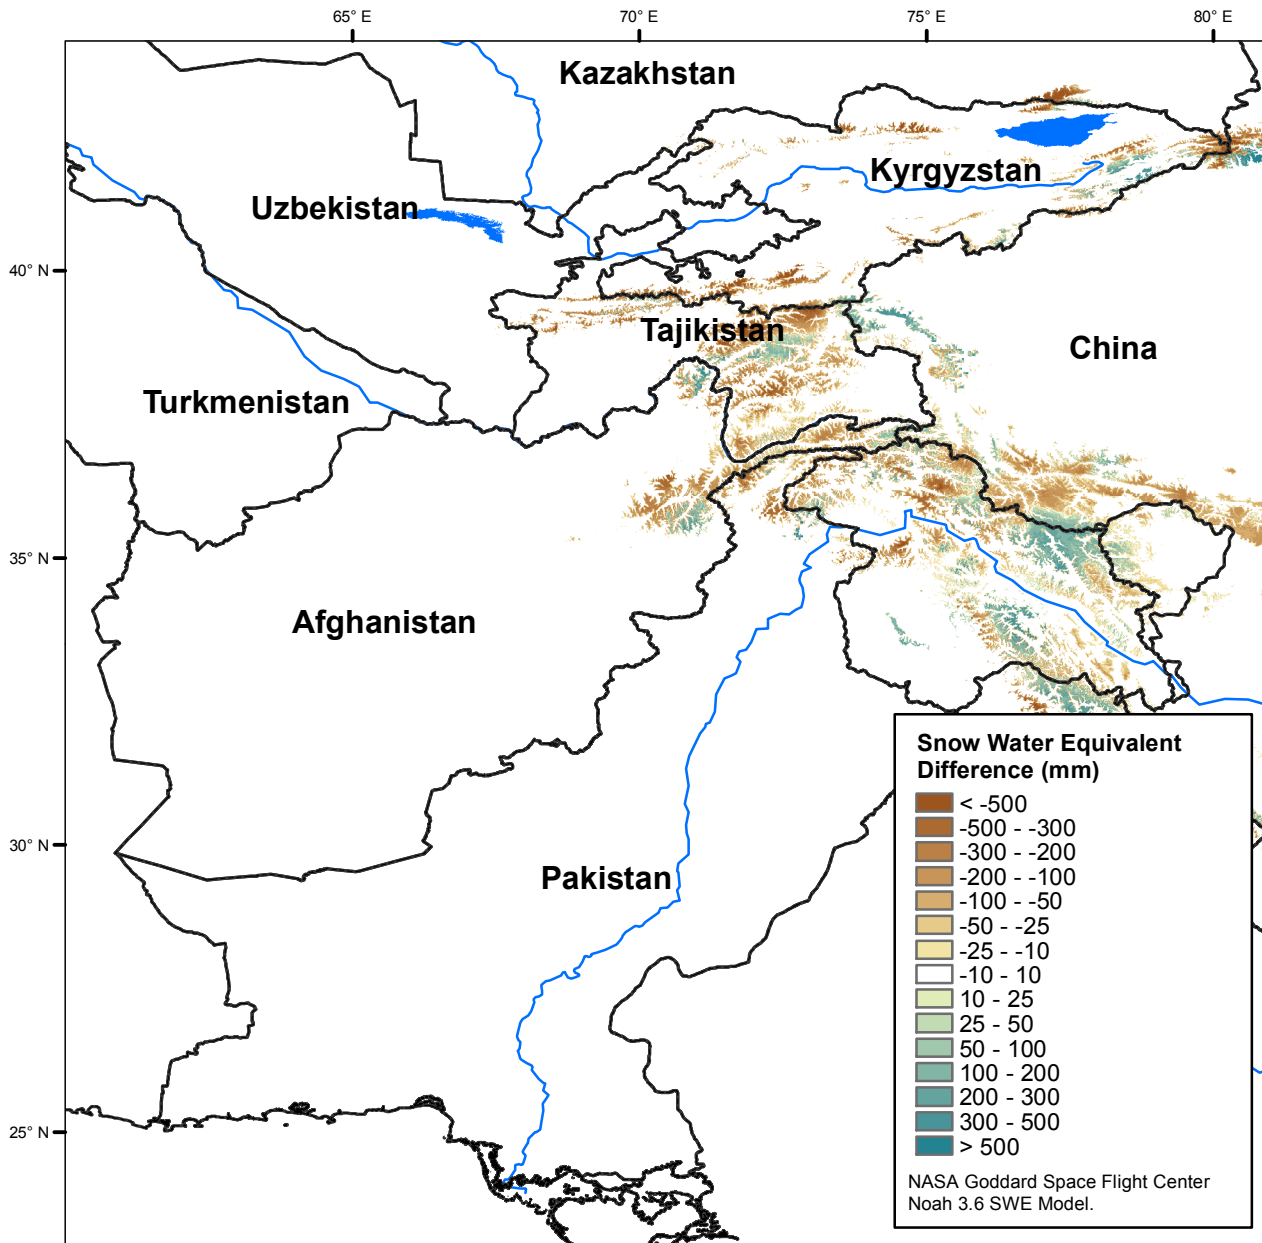 65° E
70° E
75° E
80° E
Kazakhstan
Kyrgyzstan
Uzbekistan
40° N
Tajikistan
China
Turkmenistan
35° N
Afghanistan
30° N
Pakistan
25° N
Snow Water Equivalent
Difference (mm)
< -500
-500 - -300
-300 - -200
-200 - -100
-100 - -50
-50 - -25
-25 - -10
-10 - 10
10 - 25
25 - 50
50 - 100
100 - 200
200 - 300
300 - 500
> 500
NASA Goddard Space Flight Center
Noah 3.6 SWE Model.